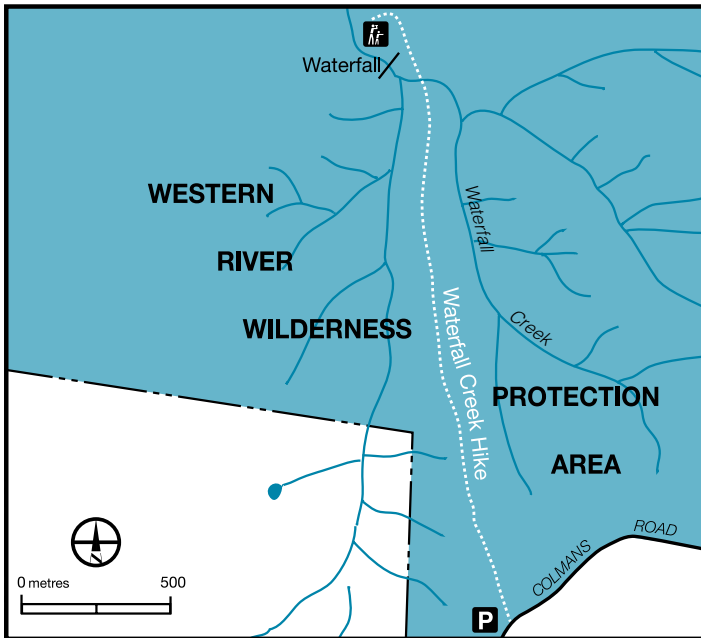 Waterfall
WESTERN
RIVER
WILDERNESS
Waterfall
Creek
Waterfall Creek Hike
PROTECTION
AREA
COLMANS ROAD
N
0 metres 500
P